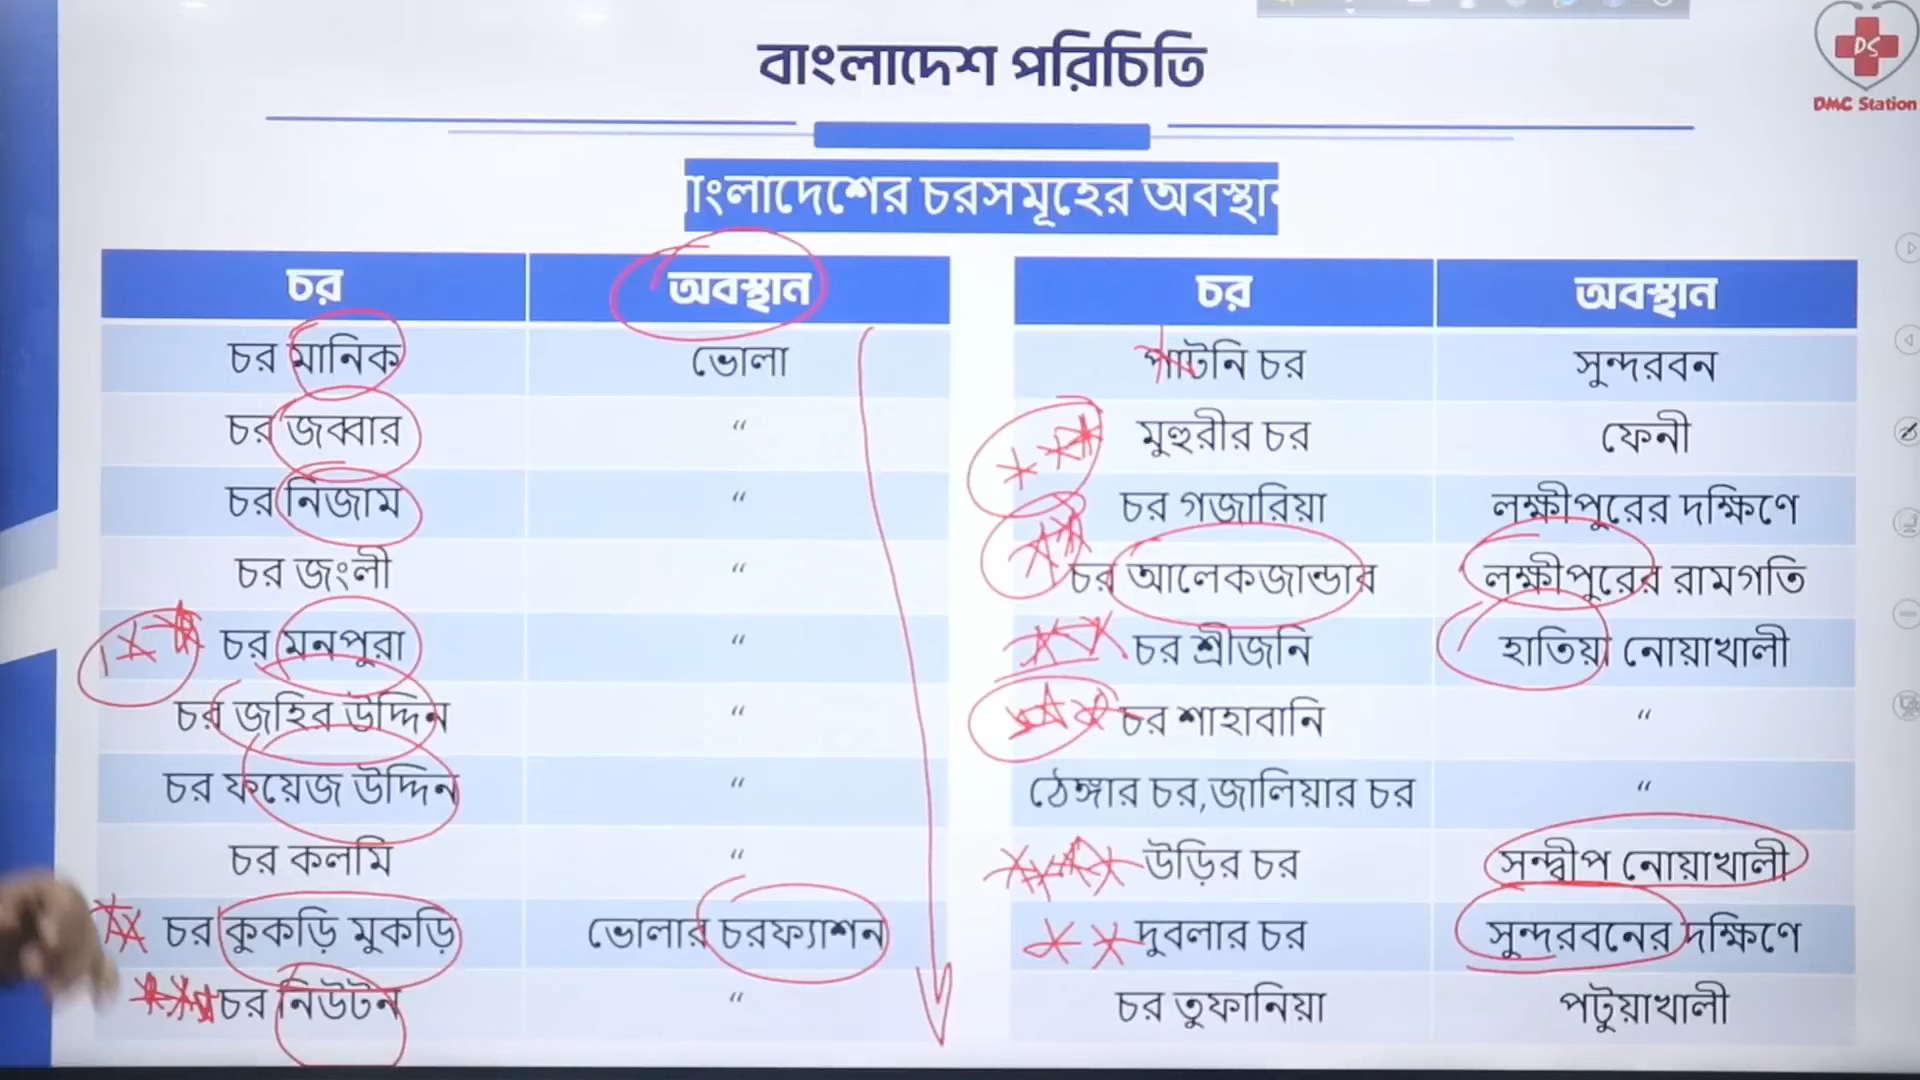 বাংলাদেশ পরিচিতি
DS
DMC Station
াংলাদেশের চরসমূহের অবস্থান
চর অবস্থান
চর মানিক ভোলা
চর জব্বার “
চর নিজাম “
চর জংলী “
চর মনপুরা “
চর জহির উদ্দিন “
চর ফয়েজ উদ্দিন “
চর কলমি “
চর কুকড়ি মুকড়ি ভোলার চরফ্যাশন
চর নিউটন “
চর অবস্থান
পাটনি চর সুন্দরবন
মুহুরীর চর ফেনী
চর গজারিয়া লক্ষীপুরের দক্ষিণে
চর আলেকজান্ডার লক্ষীপুরের রামগতি
চর শ্রীজনি হাতিয়া নোয়াখালী
চর শাহাবানি “
ঠেঙ্গার চর,জালিয়ার চর “
উড়ির চর সন্দ্বীপ নোয়াখালী
দুবলার চর সুন্দরবনের দক্ষিণে
চর তুফানিয়া পটুয়াখালী